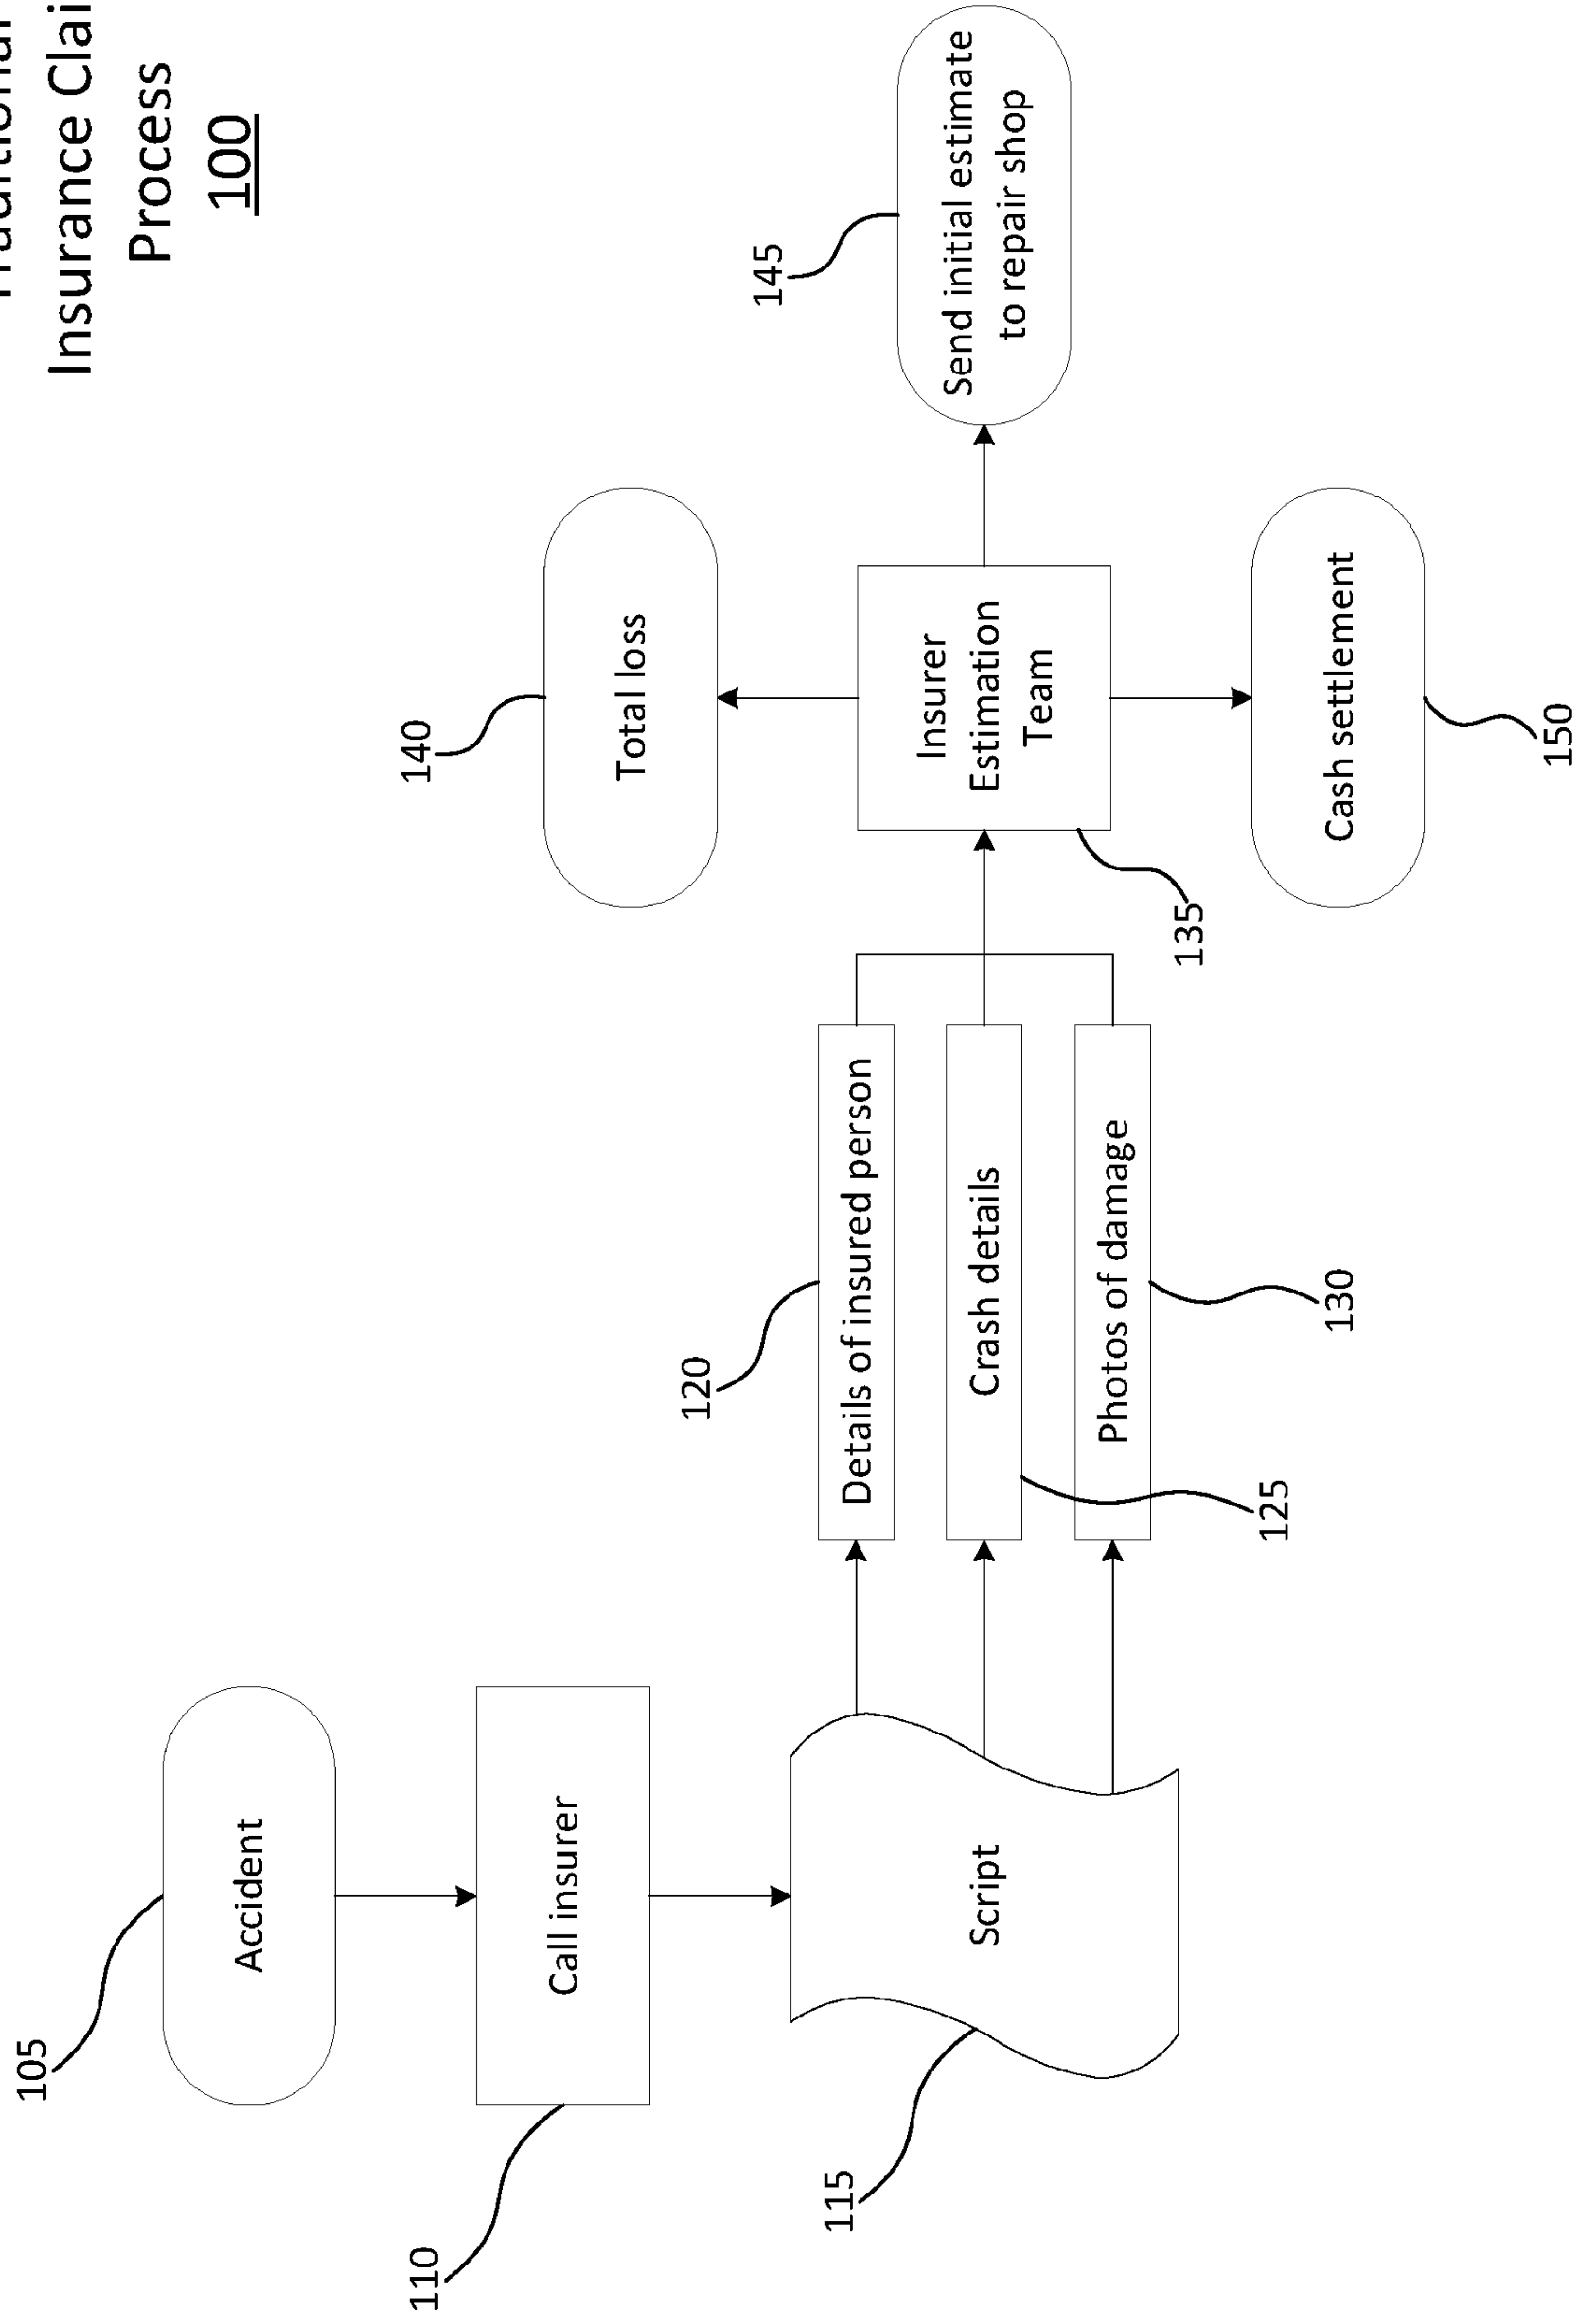 Traditional
Insurance Clai
Process
100
105
Accident
110
Call insurer
115
Script
120
Details of insured person
Crash details
125
Photos of damage
130
135
Insurer
Estimation
Team
140
Total loss
145
Send initial estimate
to repair shop
Cash settlement
150